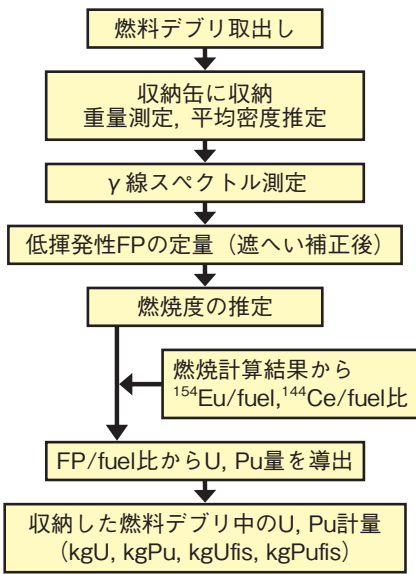 燃料デブリ取出し
収納缶に収納
重量測定, 平均密度推定
γ線スペクトル測定
低揮発性FPの定量（遮へい補正後）
燃焼度の推定
燃焼計算結果から
¹⁵⁴Eu/fuel,¹⁴⁴Ce/fuel比
FP/fuel比からU, Pu量を導出
収納した燃料デブリ中のU, Pu計量
（kgU, kgPu, kgUfis, kgPufis）